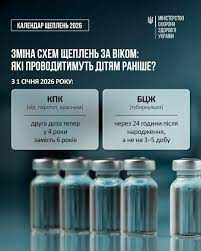 КАЛЕНДАР ЩЕПЛЕНЬ 2026
МІНІСТЕРСТВО
ОХОРОНИ
ЗДОРОВ'Я
УКРАЇНИ
ЗМІНА СХЕМ ЩЕПЛЕНЬ ЗА ВІКОМ:
ЯКІ ПРОВОДИТИМУТЬ ДІТЯМ РАНІШЕ?
З 1 СІЧНЯ 2026 РОКУ:
КПК
(кір, паротит, краснуха)
друга доза тепер
у 4 роки
замість 6 років
БЦЖ
(туберкульоз)
через 24 години після
народження,
а не на 3–5 добу